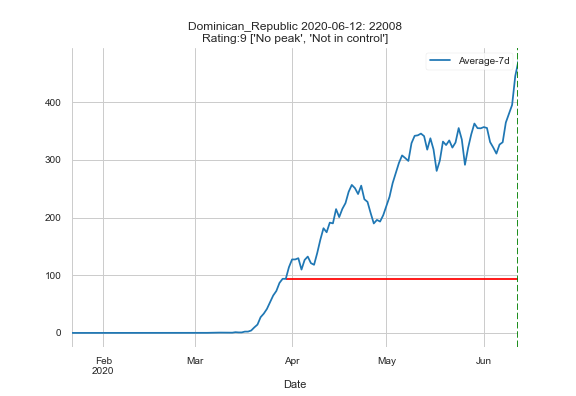 Dominican_Republic 2020-06-12: 22008
Rating:9 ['No peak', 'Not in control']
Average-7d
400
300
200
100
0
Feb
2020
Mar
Apr
May
Jun
Date